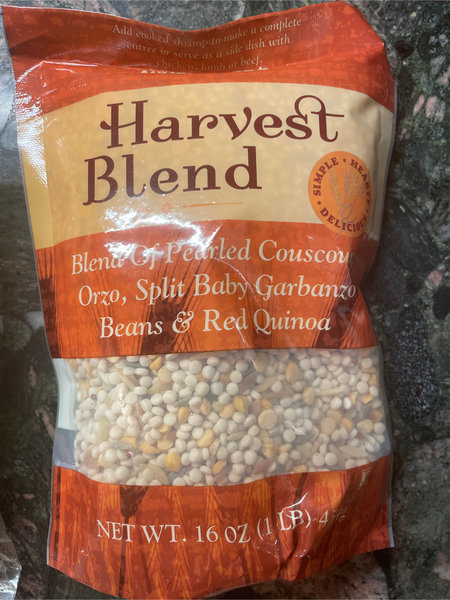 Add cooked shrimp to make a complete
entree or serve as a side dish with
chicken, lamb or beef.
Harvest
Blend
SIMPLE • HEARTY
DELICIOUS
Blend Of Pearled Couscou
Orzo, Split Baby Garbanzo
Beans & Red Quinoa
NET WT. 16 OZ (1 LB)